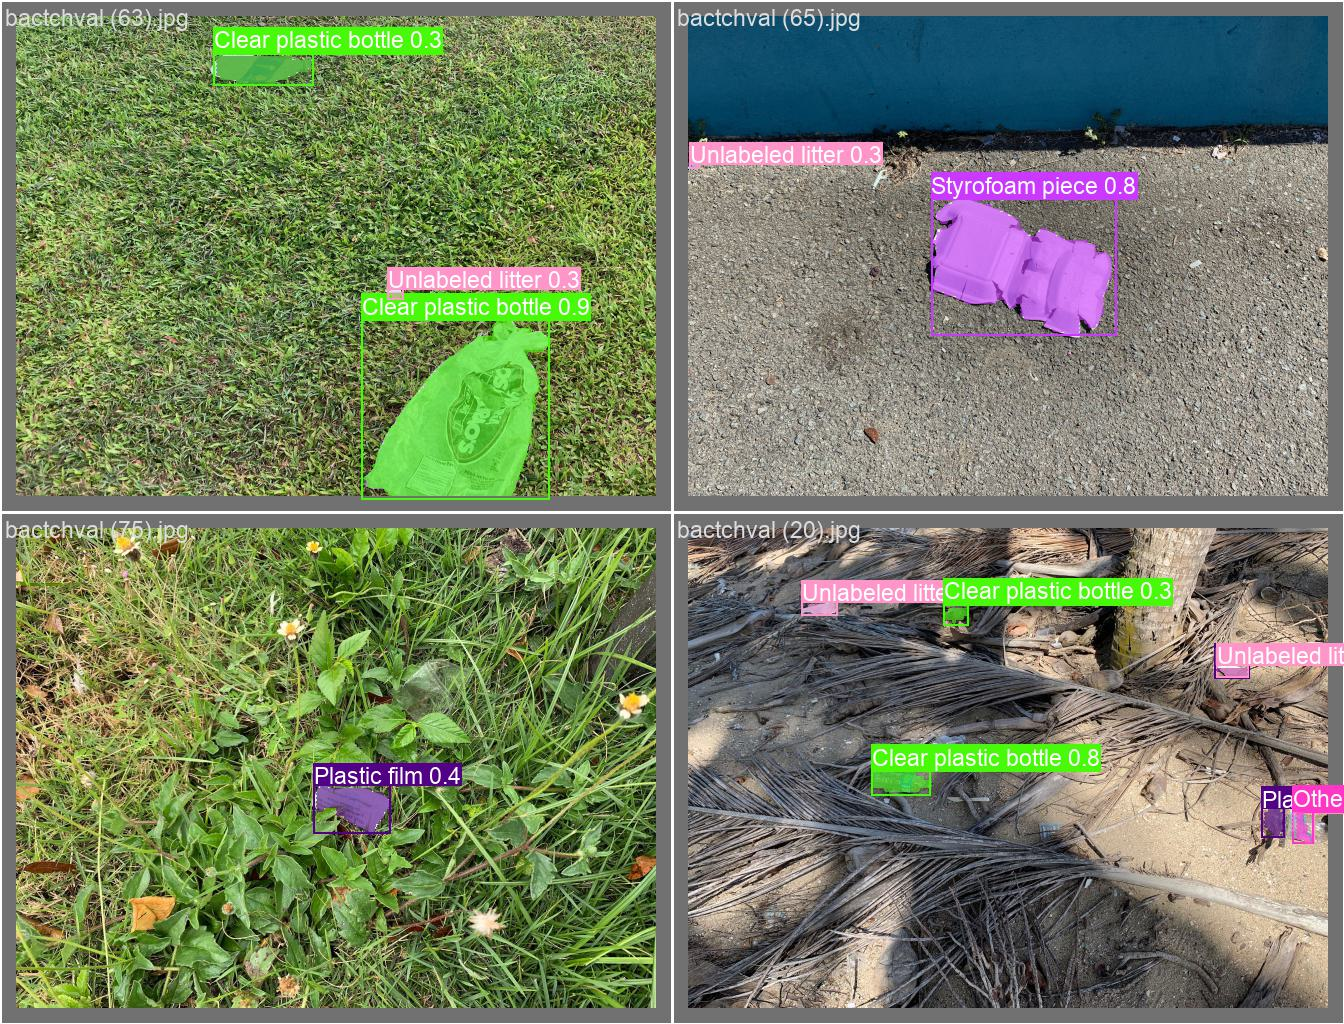 bactchval (63).jpg
Clear plastic bottle 0.3
Unlabeled litter 0.3
Clear plastic bottle 0.9
bactchval (65).jpg
Unlabeled litter 0.3
Styrofoam piece 0.8
bactchval (75).jpg
Plastic film 0.4
bactchval (20).jpg
Unlabeled litte
Clear plastic bottle 0.3
Unlabeled lit
Clear plastic bottle 0.8
Pla
Othe